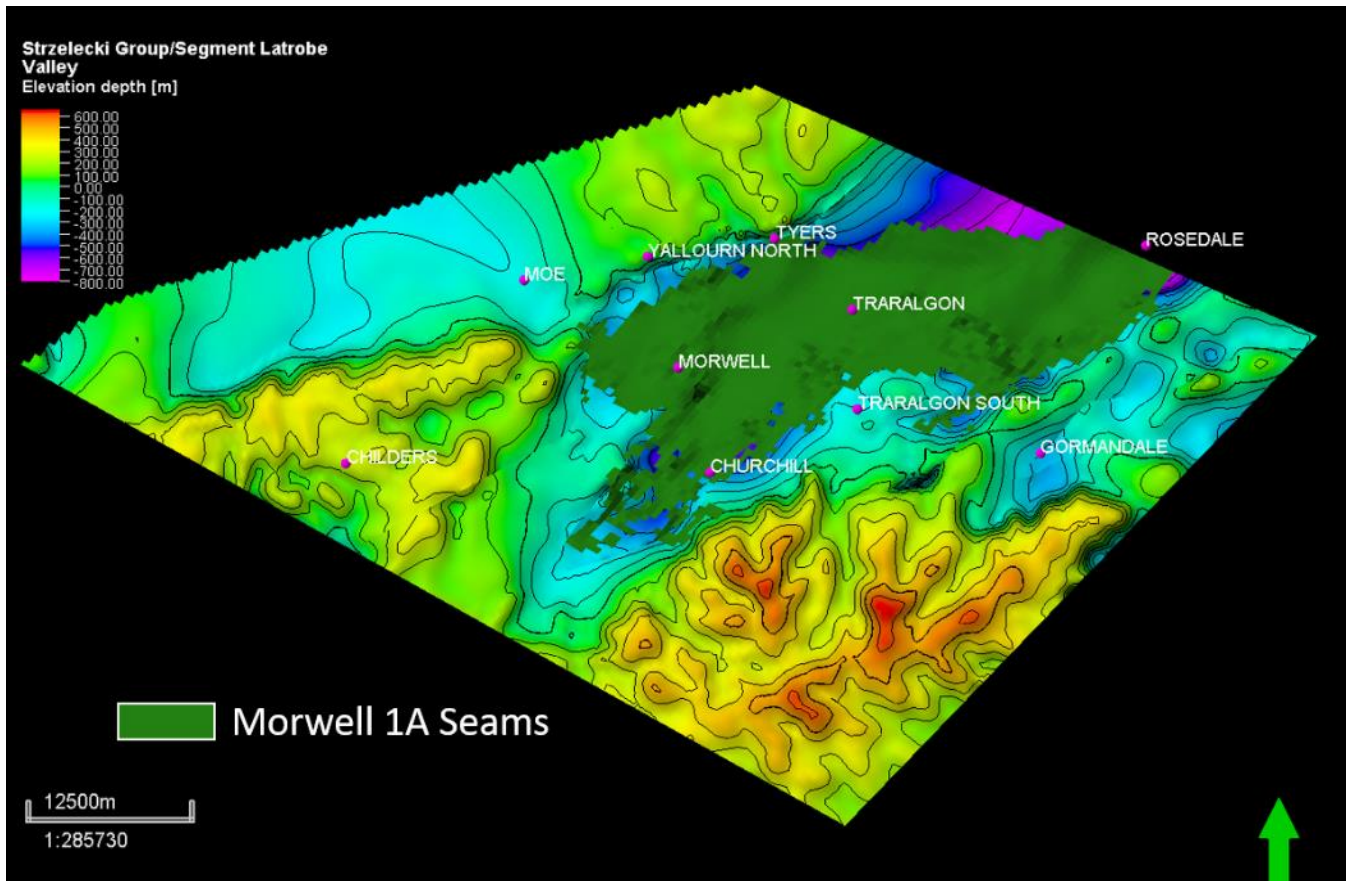 Strzelecki Group/Segment Latrobe
Valley
Elevation depth [m]
600.00
500.00
400.00
300.00
200.00
100.00
0.00
-100.00
-200.00
-300.00
-400.00
-500.00
-600.00
-700.00
-800.00
TYERS
ROSEDALE
YALLOURN NORTH
MOE
TRARALGON
MORWELL
TRARALGON SOUTH
GORMANDALE
CHILDERS
CHURCHILL
Morwell 1A Seams
12500m
1:285730